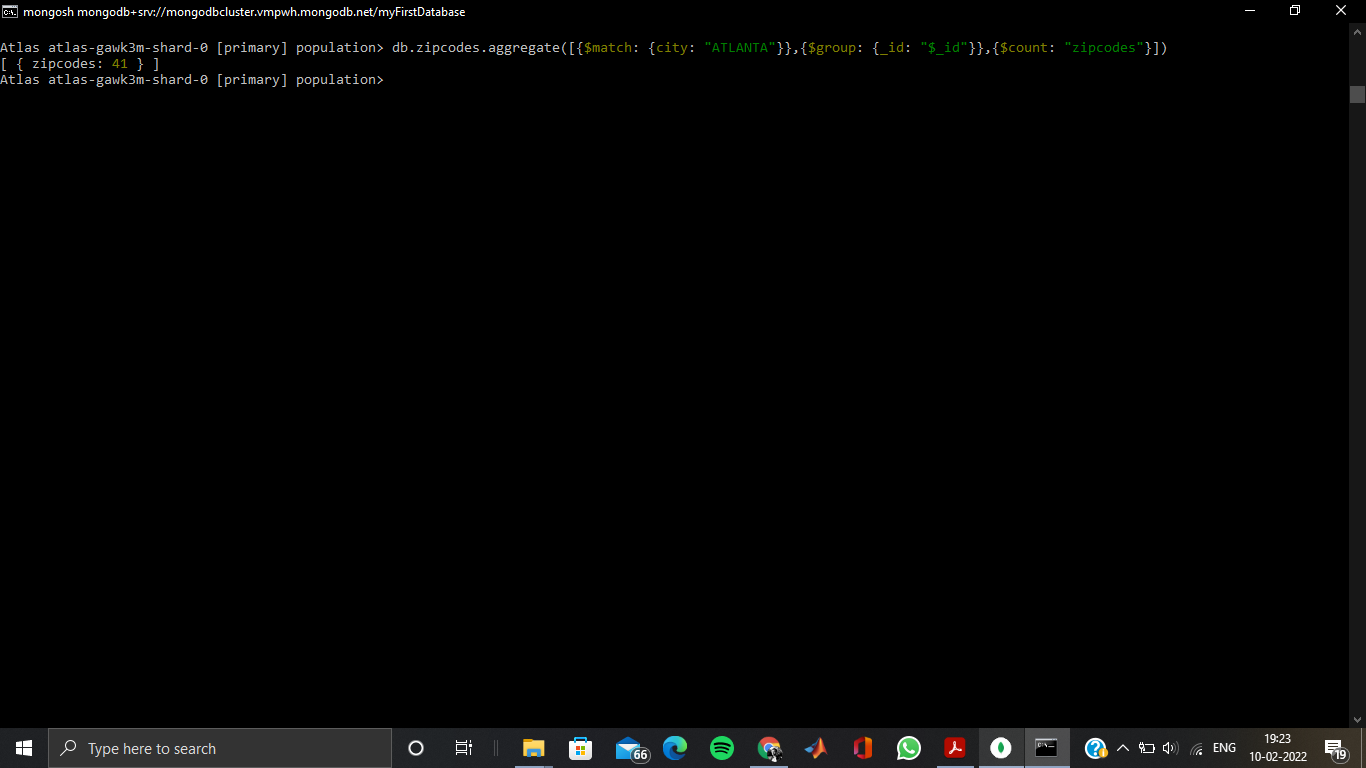 mongosh mongodb+srv://mongodbcluster.vmpwh.mongodb.net/myFirstDatabase
Atlas atlas-gawk3m-shard-0 [primary] population> db.zipcodes.aggregate([{$match: {city: "ATLANTA"}},{$group: {_id: "$_id"}},{$count: "zipcodes"}])
[ { zipcodes: 41 } ]
Atlas atlas-gawk3m-shard-0 [primary] population>
Type here to search
66
ENG
19:23
10-02-2022
19